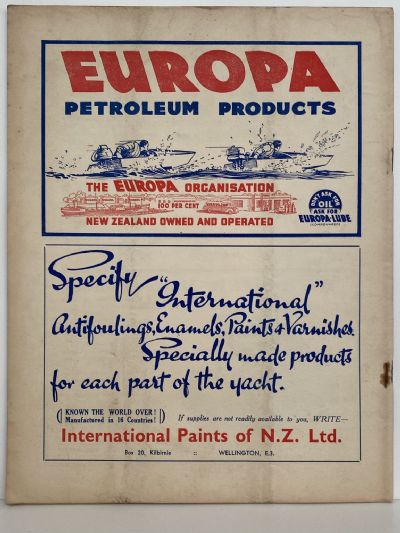 EUROPA
PETROLEUM PRODUCTS
THE EUROPA ORGANISATION
100 PER CENT
NEW ZEALAND OWNED AND OPERATED
DON'T ASK FOR
OIL
ASK FOR
EUROPA-LUBE
Specify "International"
Antifoulings, Enamels, Paints & Varnishes.
Specially made products
for each part of the yacht.
KNOWN THE WORLD OVER!
Manufactured in 16 Countries!
If supplies are not readily available to you, WRITE—
International Paints of N.Z. Ltd.
Box 20, Kilbirnie :: WELLINGTON, E.3.